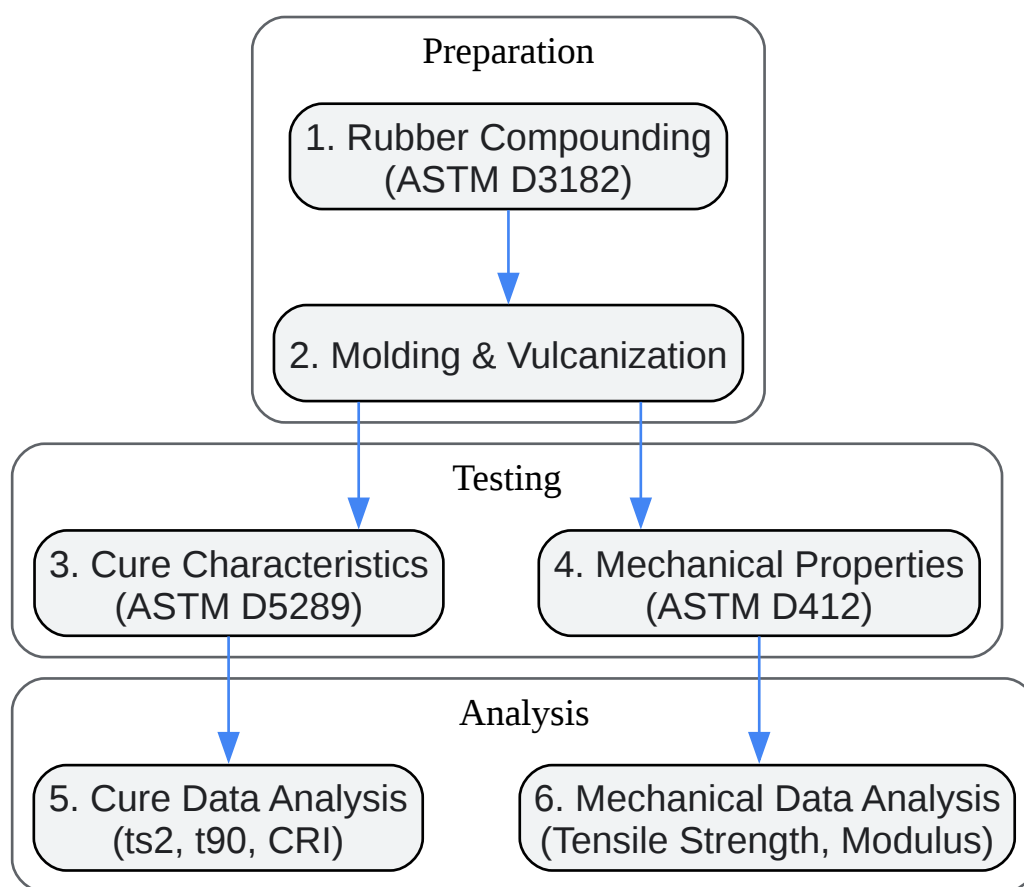 Preparation
1. Rubber Compounding
(ASTM D3182)
2. Molding & Vulcanization
Testing
3. Cure Characteristics
(ASTM D5289)
4. Mechanical Properties
(ASTM D412)
Analysis
5. Cure Data Analysis
(ts2, t90, CRI)
6. Mechanical Data Analysis
(Tensile Strength, Modulus)